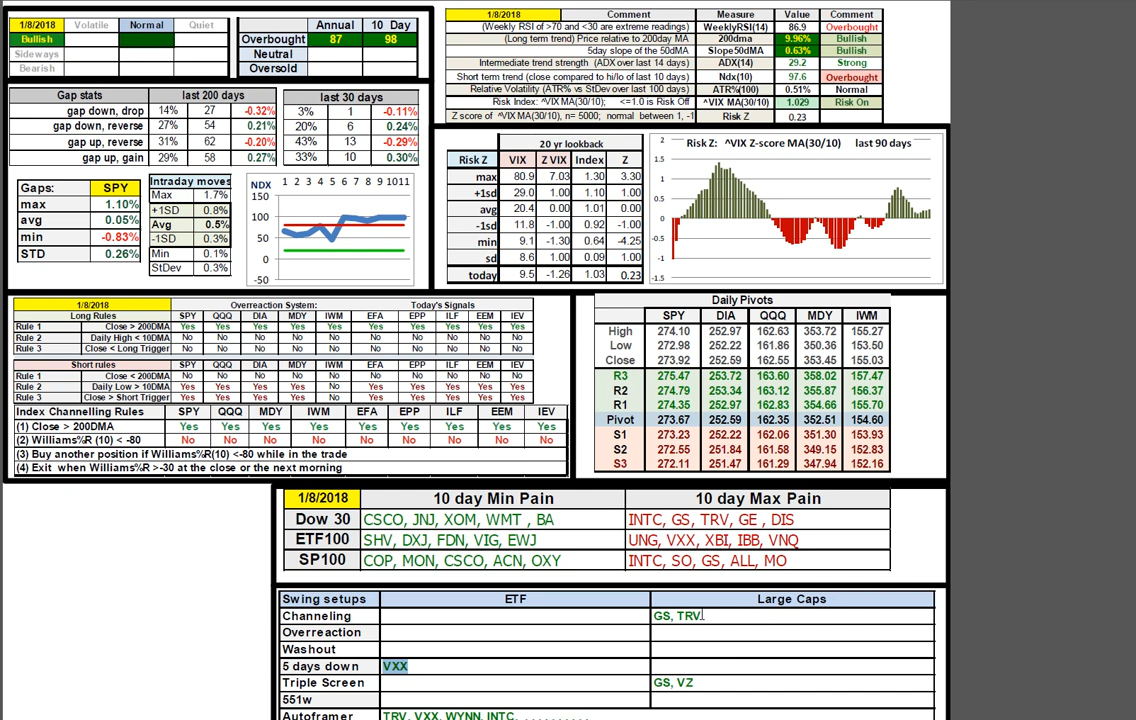 1/8/2018 Volatile Normal Quiet
Bullish
Sideways
Bearish
Annual 10 Day
Overbought 87 98
Neutral
Oversold
1/8/2018 Comment Measure Value Comment
(Weekly RSI of >70 and <30 are extreme readings) WeeklyRSI(14) 86.9 Overbought
(Long term trend) Price relative to 200day MA 200dma 9.96% Bullish
5day slope of the 50dMA Slope50dMA 0.63% Bullish
Intermediate trend strength (ADX over last 14 days) ADX(14) 29.2 Strong
Short term trend (close compared to hi/lo of last 10 days) Ndx(10) 97.6 Overbought
Relative Volatility (ATR% vs StDev over last 100 days) ATR%(100) 0.51% Normal
Risk Index: ^VIX MA(30/10); <=1.0 is Risk Off ^VIX MA(30/10) 1.029 Risk On
Z score of ^VIX MA(30/10), n= 5000; normal between 1, -1 Risk Z 0.23
Gap stats last 200 days last 30 days
gap down, drop 14% 27 -0.32% 3% 1 -0.11%
gap down, reverse 27% 54 0.21% 20% 6 0.24%
gap up, reverse 31% 62 -0.20% 43% 13 -0.29%
gap up, gain 29% 58 0.27% 33% 10 0.30%
Gaps: SPY
max 1.10%
avg 0.05%
min -0.83%
STD 0.26%
Intraday moves
Max 1.7%
+1SD 0.8%
Avg 0.5%
-1SD 0.3%
Min 0.1%
StDev 0.3%
NDX 1 2 3 4 5 6 7 8 9 1011
150
100
50
0
-50
20 yr lookback
Risk Z VIX Z VIX Index Z
max 80.9 7.03 1.30 3.30
+1sd 29.0 1.00 1.10 1.00
avg 20.4 0.00 1.01 0.00
-1sd 11.8 -1.00 0.92 -1.00
min 9.1 -1.30 0.64 -4.25
sd 8.6 1.00 0.09 1.00
today 9.5 -1.26 1.03 0.23
Risk Z: ^VIX Z-score MA(30/10) last 90 days
2
1.5
1
0.5
0
-0.5
-1
-1.5
1/8/2018 Overreaction System: Today's Signals
Long Rules SPY QQQ DIA MDY IWM EFA EPP ILF EEM IEV
Rule 1 Close > 200DMA Yes Yes Yes Yes Yes Yes Yes Yes Yes Yes
Rule 2 Daily High < 10DMA No No No No No No No No No No
Rule 3 Close < Long Trigger No No No No No No No No No No
Short rules SPY QQQ DIA MDY IWM EFA EPP ILF EEM IEV
Rule 1 Close < 200DMA No No No No No No No No No No
Rule 2 Daily Low > 10DMA Yes Yes Yes Yes No Yes Yes Yes Yes Yes
Rule 3 Close > Short Trigger Yes Yes Yes Yes No Yes Yes Yes Yes Yes
Index Channelling Rules SPY QQQ MDY IWM EFA EPP ILF EEM IEV
(1) Close > 200DMA Yes Yes Yes Yes Yes Yes Yes Yes Yes
(2) Williams%R (10) < -80 No No No No No No No No No
(3) Buy another position if Williams%R(10) <-80 while in the trade
(4) Exit when Williams%R >-30 at the close or the next morning
Daily Pivots
SPY DIA QQQ MDY IWM
High 274.10 252.97 162.63 353.72 155.27
Low 272.98 252.22 161.86 350.36 153.50
Close 273.92 252.59 162.55 353.45 155.03
R3 275.47 253.72 163.60 358.02 157.47
R2 274.79 253.34 163.12 355.87 156.37
R1 274.35 252.97 162.83 354.66 155.70
Pivot 273.67 252.59 162.35 352.51 154.60
S1 273.23 252.22 162.06 351.30 153.93
S2 272.55 251.84 161.58 349.15 152.83
S3 272.11 251.47 161.29 347.94 152.16
1/8/2018 10 day Min Pain 10 day Max Pain
Dow 30 CSCO, JNJ, XOM, WMT , BA INTC, GS, TRV, GE , DIS
ETF100 SHV, DXJ, FDN, VIG, EWJ UNG, VXX, XBI, IBB, VNQ
SP100 COP, MON, CSCO, ACN, OXY INTC, SO, GS, ALL, MO
Swing setups ETF Large Caps
Channeling GS, TRV
Overreaction
Washout
5 days down VXX
Triple Screen GS, VZ
551w
Autoframer TRV, VXX, WYNN, INTC, . . . . . . . . . .